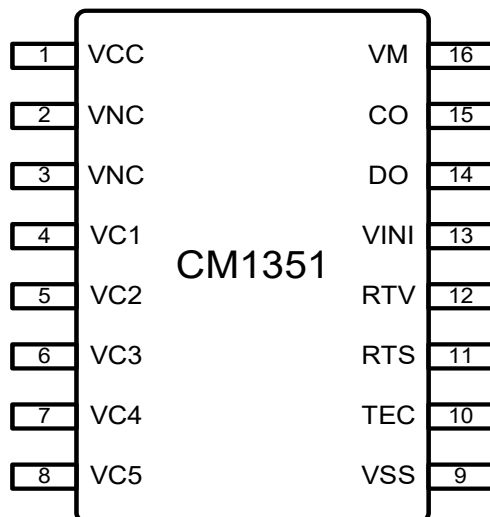 1 VCC VM 16
2 VNC CO 15
3 VNC DO 14
4 VC1 VINI 13
CM1351
5 VC2 RTV 12
6 VC3 RTS 11
7 VC4 TEC 10
8 VC5 VSS 9